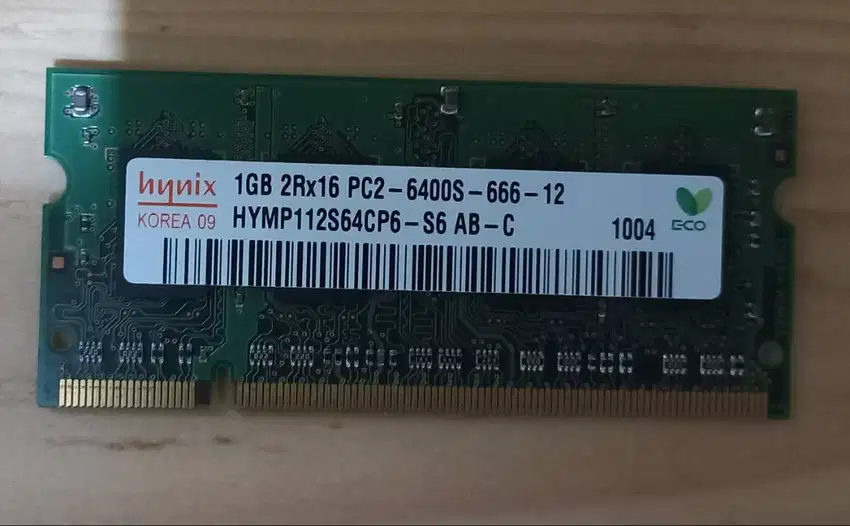 hynix
KOREA 09
1GB 2Rx16 PC2-6400S-666-12
HYMP112S64CP6-S6 AB-C
1004
ECO